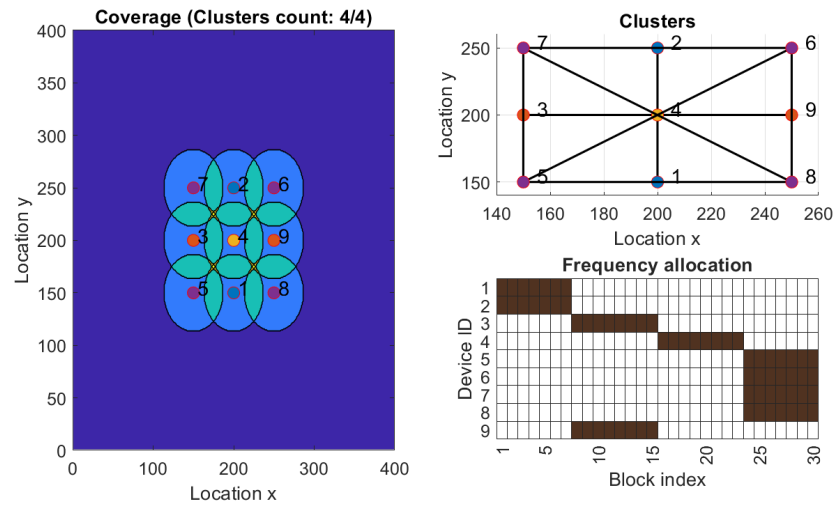 Coverage (Clusters count: 4/4)
400
350
300
250
200
150
100
50
0
Location y
7 2 6
3 4 9
5 1 8
0 100 200 300 400
Location x
Clusters
250
200
150
Location y
7 2 6
3 4 9
5 1 8
140 160 180 200 220 240 260
Location x
Frequency allocation
1
2
3
4
5
6
7
8
9
Device ID
1 5 10 15 20 25 30
Block index